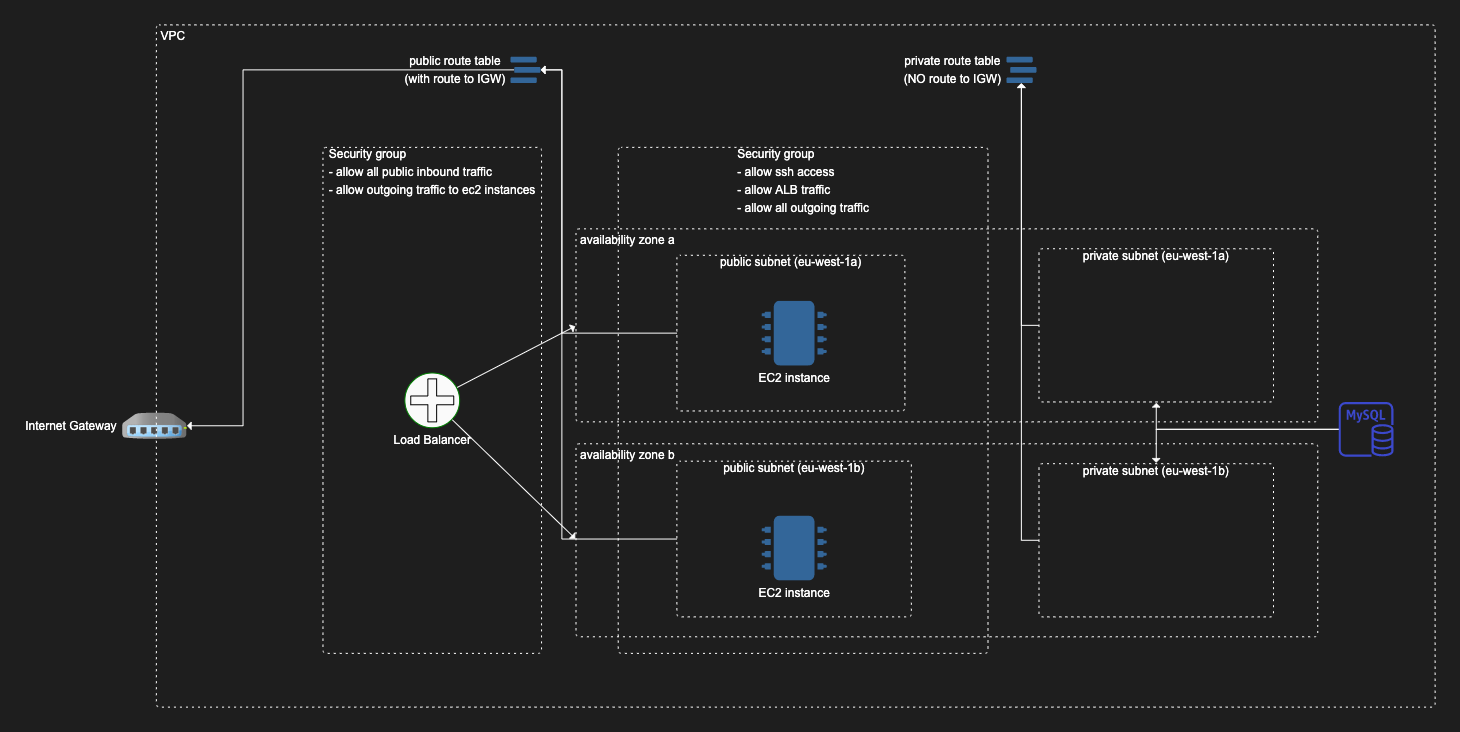 VPC
public route table
(with route to IGW)
private route table
(NO route to IGW)
Security group
- allow all public inbound traffic
- allow outgoing traffic to ec2 instances
Security group
- allow ssh access
- allow ALB traffic
- allow all outgoing traffic
availability zone a
public subnet (eu-west-1a)
private subnet (eu-west-1a)
EC2 instance
Internet Gateway
Load Balancer
MySQL
availability zone b
public subnet (eu-west-1b)
private subnet (eu-west-1b)
EC2 instance